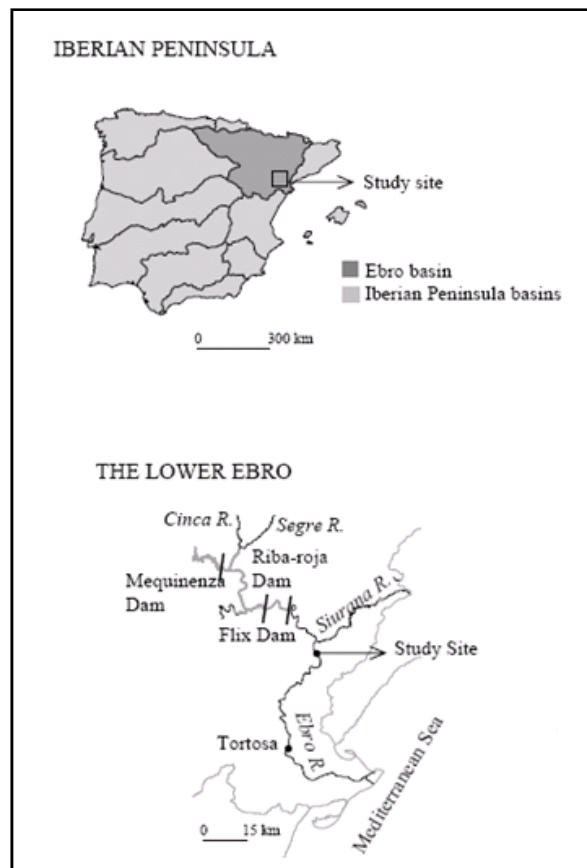 IBERIAN PENINSULA
Study site
Ebro basin
Iberian Peninsula basins
0 300 km
THE LOWER EBRO
Cinca R.
Segre R.
Riba-roja
Dam
Mequinenza
Dam
Siurana R.
Flix Dam
Study Site
Ebro R.
Tortosa
Mediterranean Sea
0 15 km